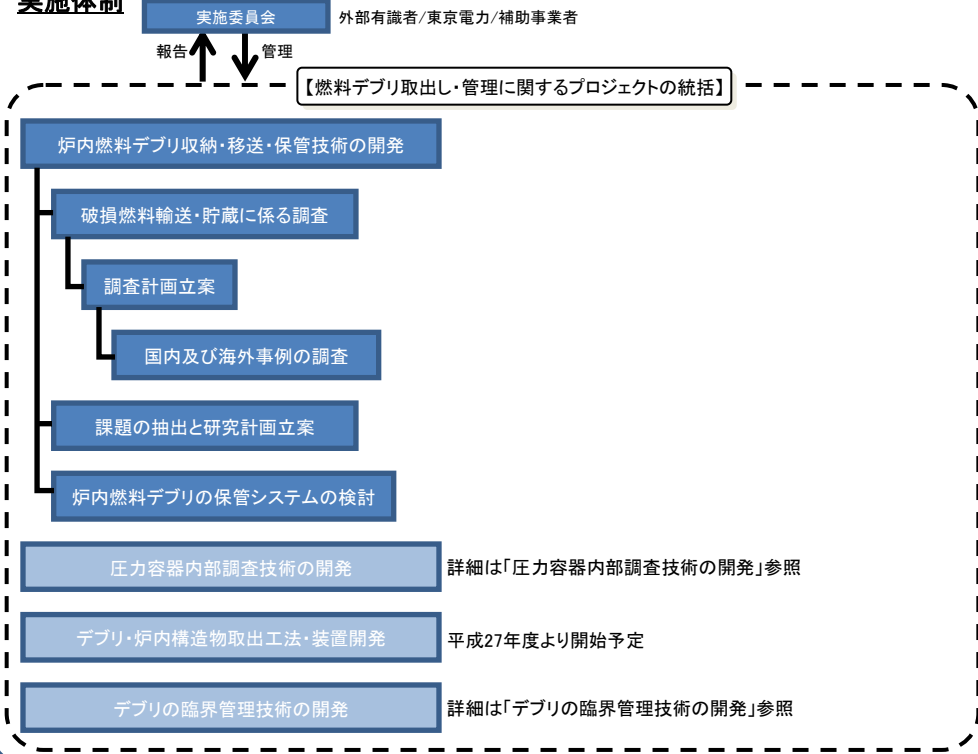 実施体制
実施委員会
外部有識者/東京電力/補助事業者
報告
管理
【燃料デブリ取出し・管理に関するプロジェクトの統括】
炉内燃料デブリ収納・移送・保管技術の開発
破損燃料輸送・貯蔵に係る調査
調査計画立案
国内及び海外事例の調査
課題の抽出と研究計画立案
炉内燃料デブリの保管システムの検討
圧力容器内部調査技術の開発
詳細は「圧力容器内部調査技術の開発」参照
デブリ・炉内構造物取出工法・装置開発
平成27年度より開始予定
デブリの臨界管理技術の開発
詳細は「デブリの臨界管理技術の開発」参照